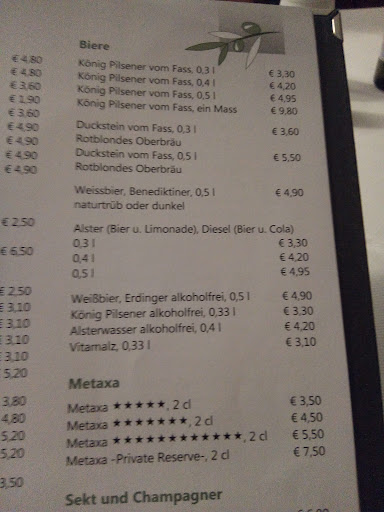 Biere
König Pilsener vom Fass, 0,3 l € 3,30
König Pilsener vom Fass, 0,4 l € 4,20
König Pilsener vom Fass, 0,5 l € 4,95
König Pilsener vom Fass, ein Mass € 9,80
Duckstein vom Fass, 0,3 l € 3,60
Rotblondes Oberbräu
Duckstein vom Fass, 0,5 l € 5,50
Rotblondes Oberbräu
Weissbier, Benediktiner, 0,5 l € 4,90
naturtrüb oder dunkel
Alster (Bier u. Limonade), Diesel (Bier u. Cola)
0,3 l € 3,30
0,4 l € 4,20
0,5 l € 4,95
Weißbier, Erdinger alkoholfrei, 0,5 l € 4,90
König Pilsener alkoholfrei, 0,33 l € 3,30
Alsterwasser alkoholfrei, 0,4 l € 4,20
Vitamalz, 0,33 l € 3,10
Metaxa
Metaxa ★★★★★, 2 cl € 3,50
Metaxa ★★★★★★★, 2 cl € 4,50
Metaxa ★★★★★★★★★★★★, 2 cl € 5,50
Metaxa -Private Reserve-, 2 cl € 7,50
Sekt und Champagner
€ 4,80
€ 4,80
€ 3,60
€ 1,90
€ 3,60
€ 4,90
€ 4,90
€ 4,90
€ 4,90
€ 2,50
€ 6,50
€ 2,50
€ 3,10
€ 3,10
€ 3,10
3,10
5,20
3,80
4,80
5,20
5,20
3,50